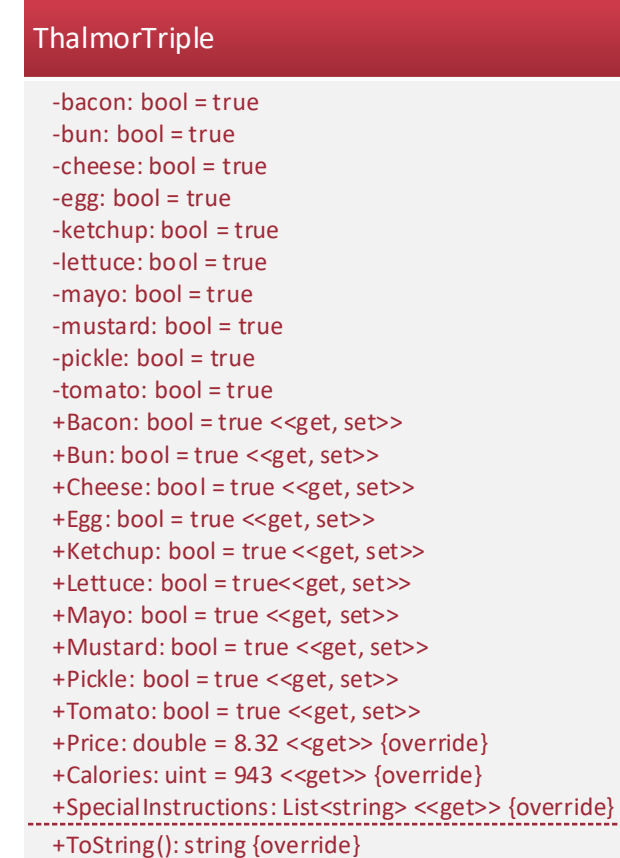 ThalmorTriple
-bacon: bool = true
-bun: bool = true
-cheese: bool = true
-egg: bool = true
-ketchup: bool = true
-lettuce: bool = true
-mayo: bool = true
-mustard: bool = true
-pickle: bool = true
-tomato: bool = true
+Bacon: bool = true <<get, set>>
+Bun: bool = true <<get, set>>
+Cheese: bool = true <<get, set>>
+Egg: bool = true <<get, set>>
+Ketchup: bool = true <<get, set>>
+Lettuce: bool = true<<get, set>>
+Mayo: bool = true <<get, set>>
+Mustard: bool = true <<get, set>>
+Pickle: bool = true <<get, set>>
+Tomato: bool = true <<get, set>>
+Price: double = 8.32 <<get>> {override}
+Calories: uint = 943 <<get>> {override}
+SpecialInstructions: List<string> <<get>> {override}
+ToString(): string {override}